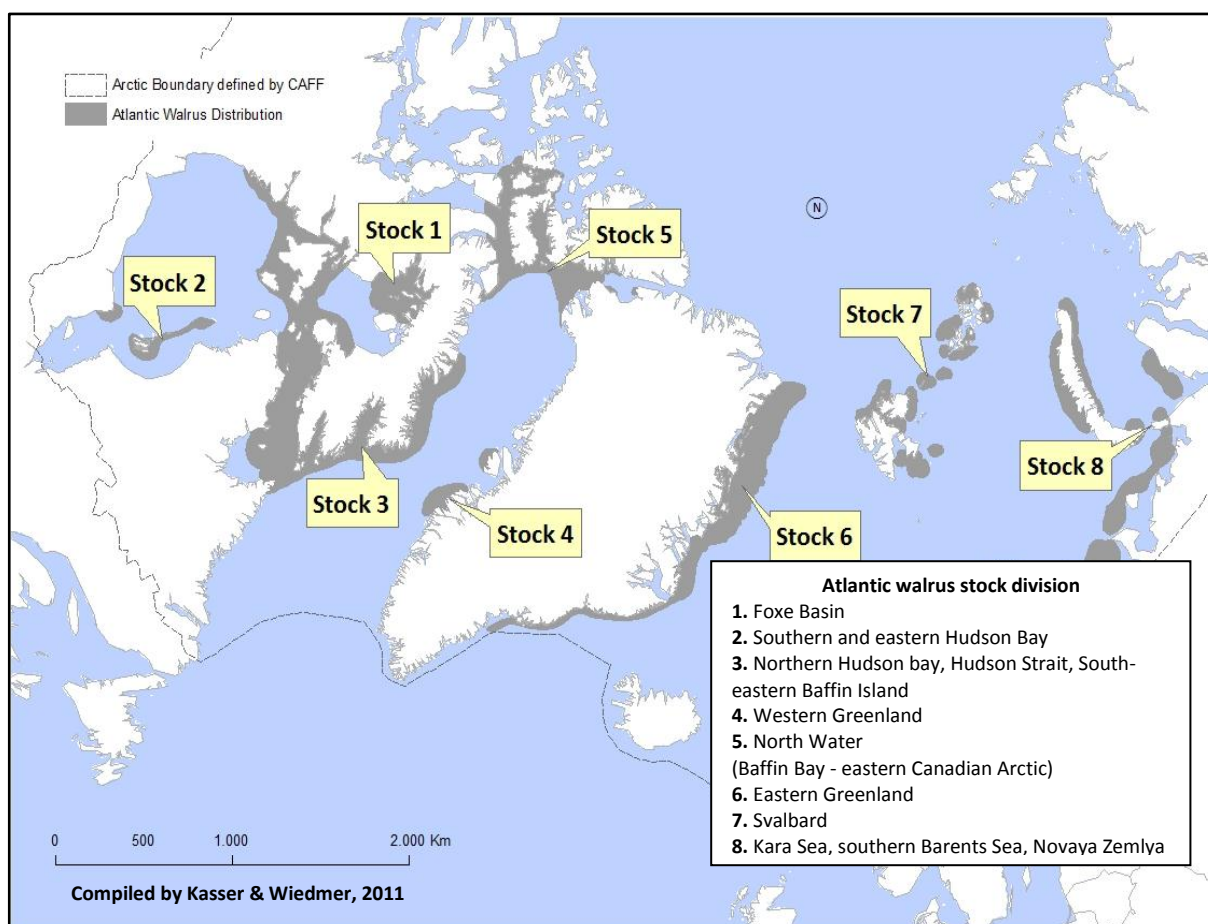 Arctic Boundary defined by CAFF
Atlantic Walrus Distribution
N
Stock 1
Stock 5
Stock 2
Stock 7
Stock 8
Stock 3
Stock 4
Stock 6
Atlantic walrus stock division
1. Foxe Basin
2. Southern and eastern Hudson Bay
3. Northern Hudson bay, Hudson Strait, South-
eastern Baffin Island
4. Western Greenland
5. North Water
(Baffin Bay - eastern Canadian Arctic)
6. Eastern Greenland
7. Svalbard
8. Kara Sea, southern Barents Sea, Novaya Zemlya
0 500 1.000 2.000 Km
Compiled by Kasser & Wiedmer, 2011